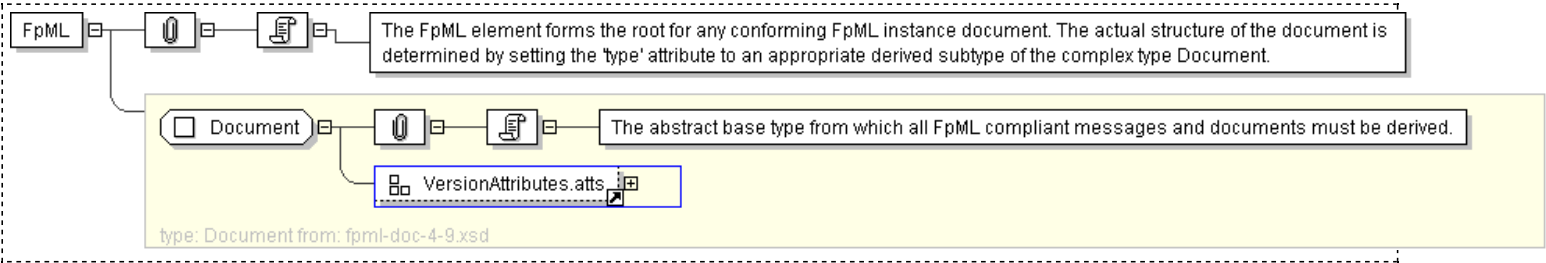 FpML
The FpML element forms the root for any conforming FpML instance document. The actual structure of the document is
determined by setting the 'type' attribute to an appropriate derived subtype of the complex type Document.
Document
The abstract base type from which all FpML compliant messages and documents must be derived.
VersionAttributes.atts
type: Document from: fpml-doc-4-9.xsd